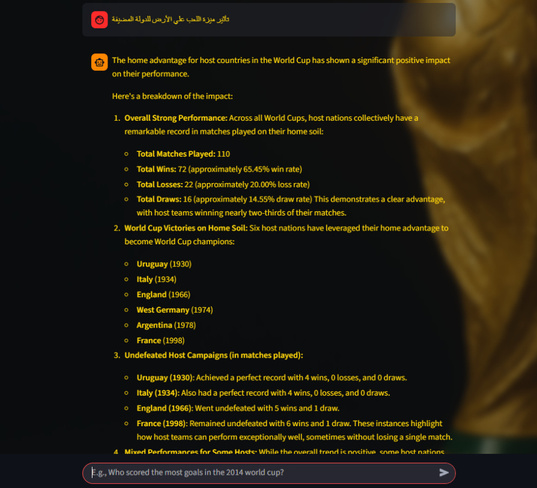 تأثير ميزة اللعب علي الأرض للدولة المضيفة
The home advantage for host countries in the World Cup has shown a significant positive impact
on their performance.
Here's a breakdown of the impact:
1. Overall Strong Performance: Across all World Cups, host nations collectively have a
remarkable record in matches played on their home soil:
Total Matches Played: 110
Total Wins: 72 (approximately 65.45% win rate)
Total Losses: 22 (approximately 20.00% loss rate)
Total Draws: 16 (approximately 14.55% draw rate) This demonstrates a clear advantage,
with host teams winning nearly two-thirds of their matches.
2. World Cup Victories on Home Soil: Six host nations have leveraged their home advantage to
become World Cup champions:
Uruguay (1930)
Italy (1934)
England (1966)
West Germany (1974)
Argentina (1978)
France (1998)
3. Undefeated Host Campaigns (in matches played):
Uruguay (1930): Achieved a perfect record with 4 wins, 0 losses, and 0 draws.
Italy (1934): Also had a perfect record with 4 wins, 0 losses, and 0 draws.
England (1966): Went undefeated with 5 wins and 1 draw.
France (1998): Remained undefeated with 6 wins and 1 draw. These instances highlight
how host teams can perform exceptionally well, sometimes without losing a single match.
4. Mixed Performances for Some Hosts: While the overall trend is positive, some host nations
E.g., Who scored the most goals in the 2014 world cup?